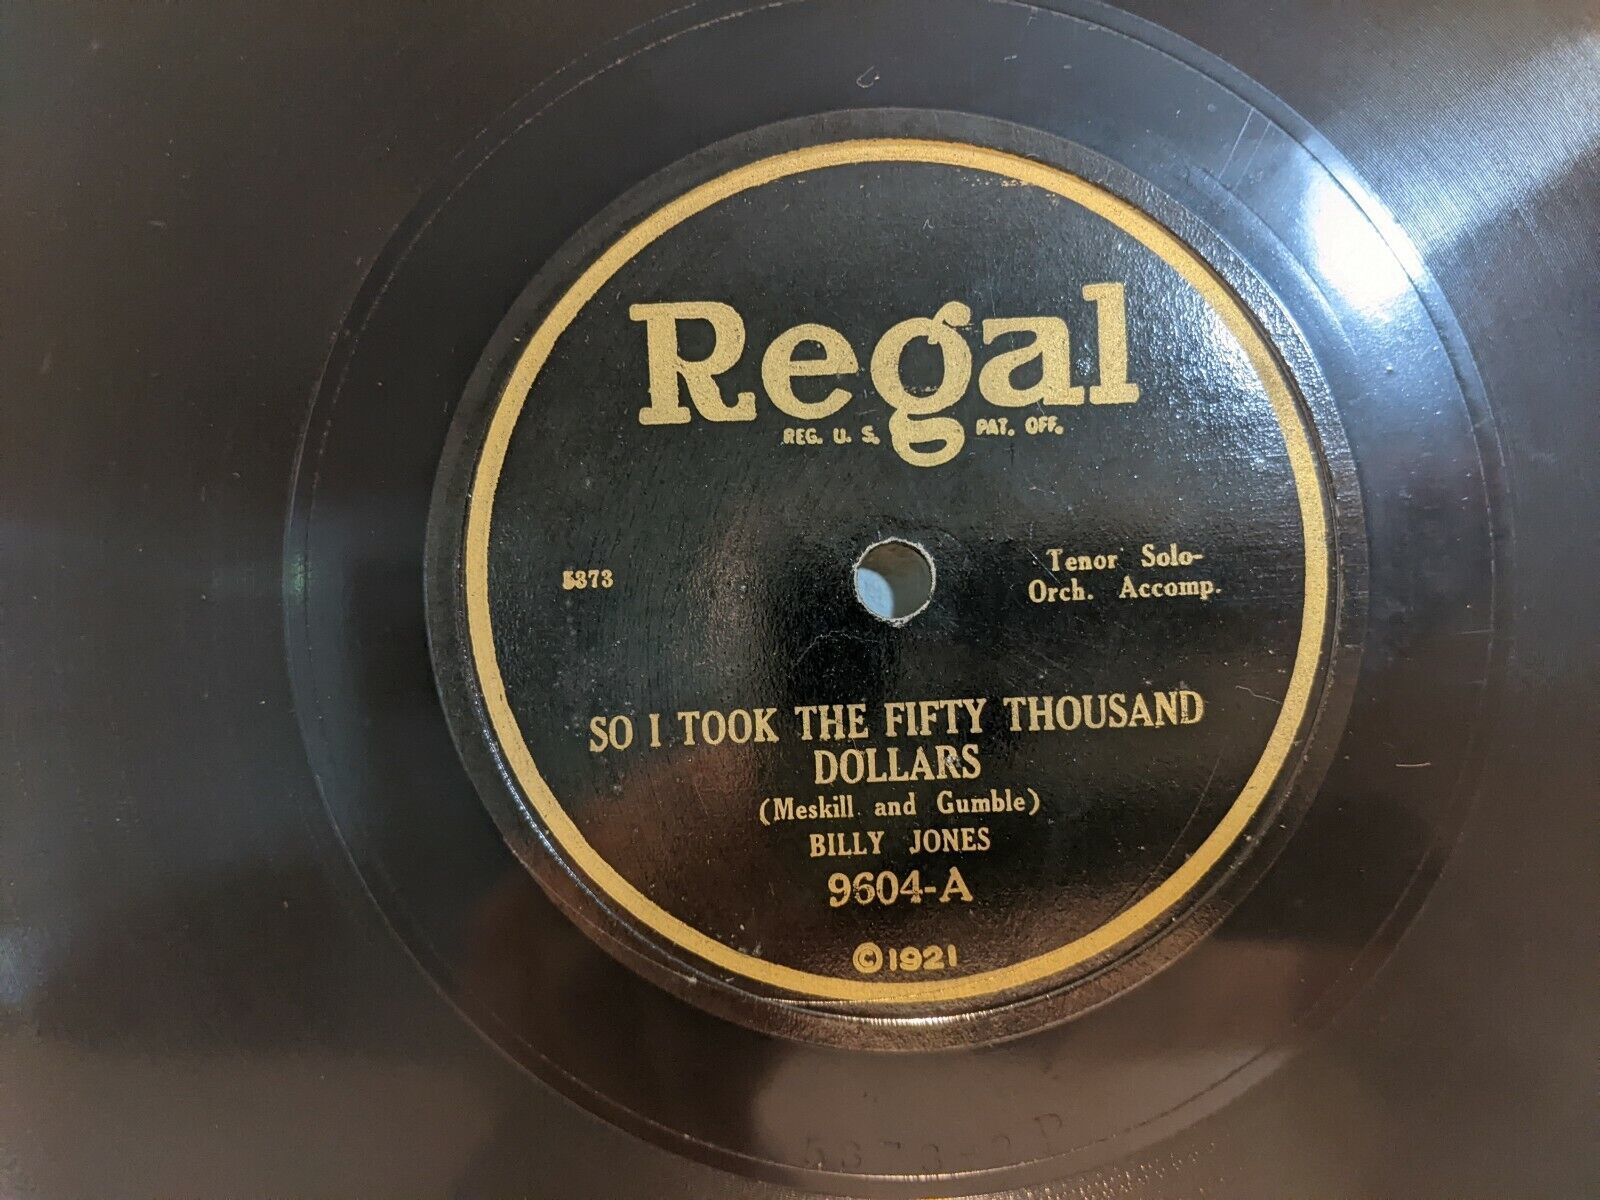 Regal
REG. U. S. PAT. OFF.
5373
Tenor Solo-
Orch. Accomp.
SO I TOOK THE FIFTY THOUSAND
DOLLARS
(Meskill and Gumble)
BILLY JONES
9604-A
©1921